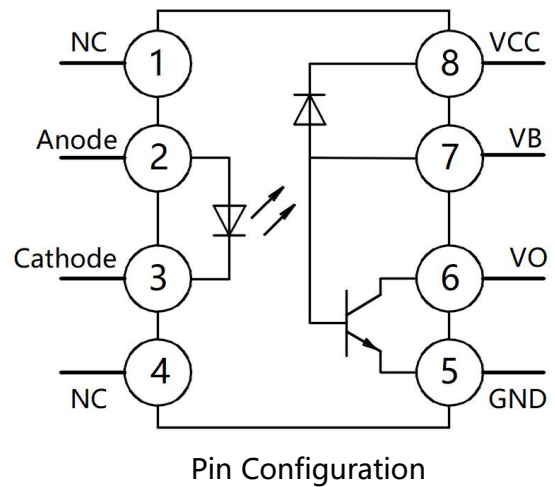 NC
1
8
VCC
Anode
2
7
VB
Cathode
3
6
VO
NC
4
5
GND
Pin Configuration